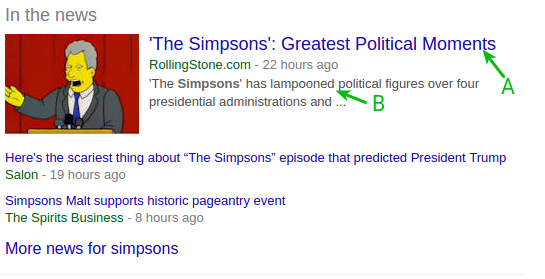 In the news
'The Simpsons': Greatest Political Moments
RollingStone.com - 22 hours ago
'The Simpsons' has lampooned political figures over four
presidential administrations and ...
A
B
Here's the scariest thing about “The Simpsons” episode that predicted President Trump
Salon - 19 hours ago
Simpsons Malt supports historic pageantry event
The Spirits Business - 8 hours ago
More news for simpsons